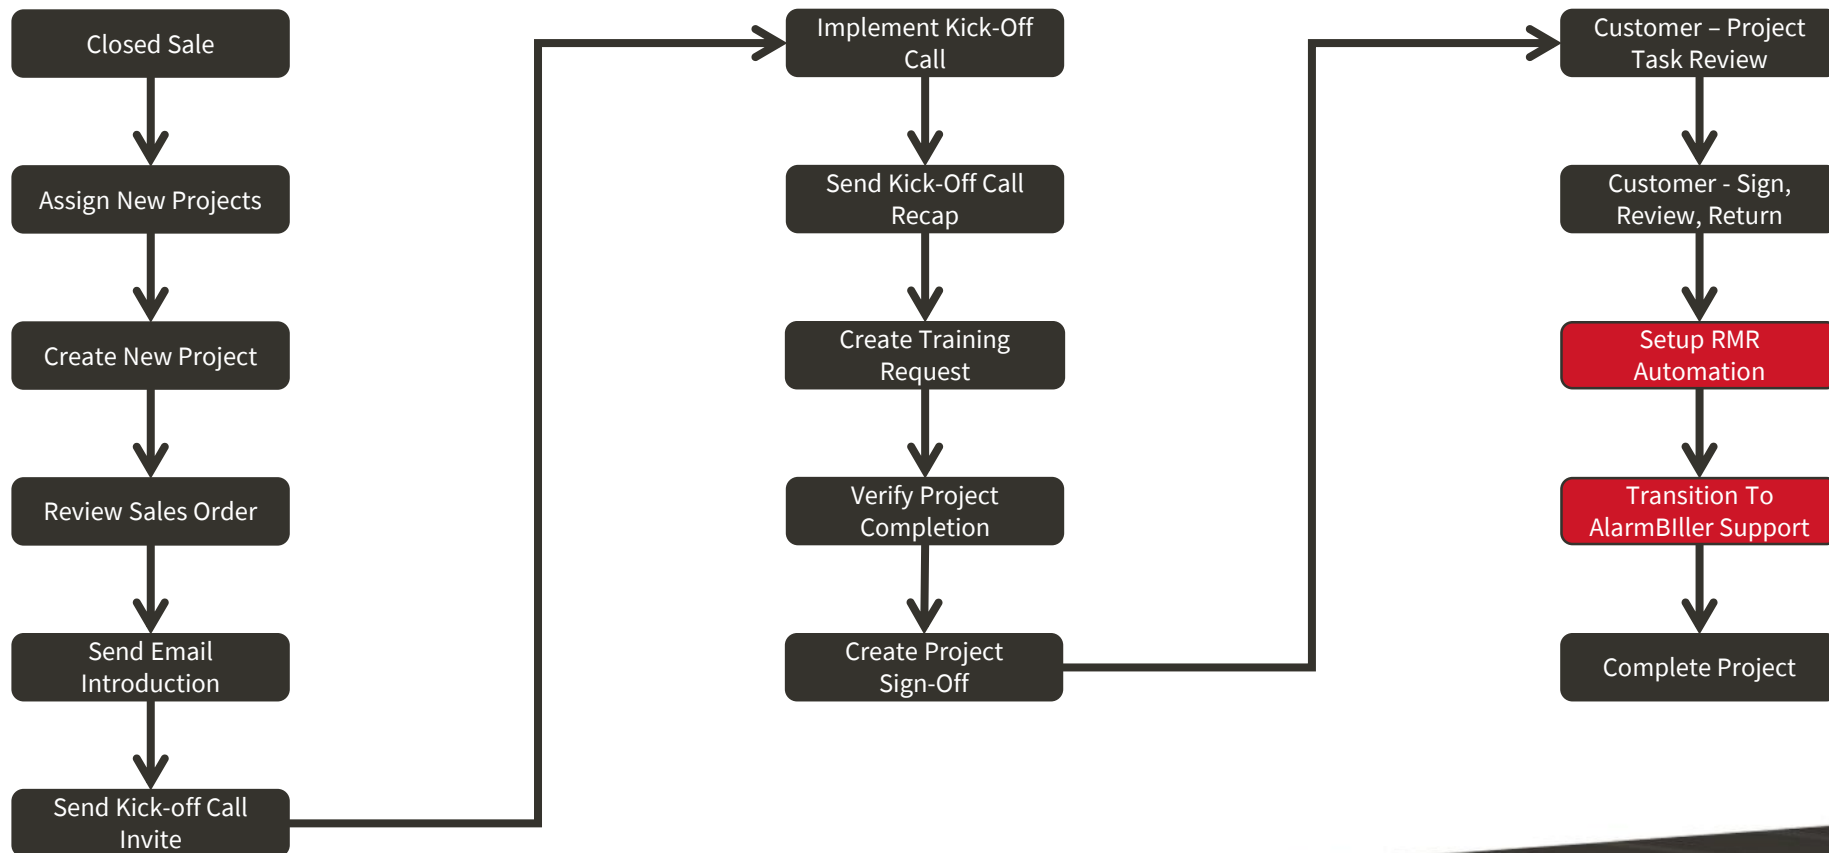 Closed Sale
Assign New Projects
Create New Project
Review Sales Order
Send Email
Introduction
Send Kick-off Call
Invite
Implement Kick-Off
Call
Send Kick-Off Call
Recap
Create Training
Request
Verify Project
Completion
Create Project
Sign-Off
Customer – Project
Task Review
Customer - Sign,
Review, Return
Setup RMR
Automation
Transition To
AlarmBIller Support
Complete Project